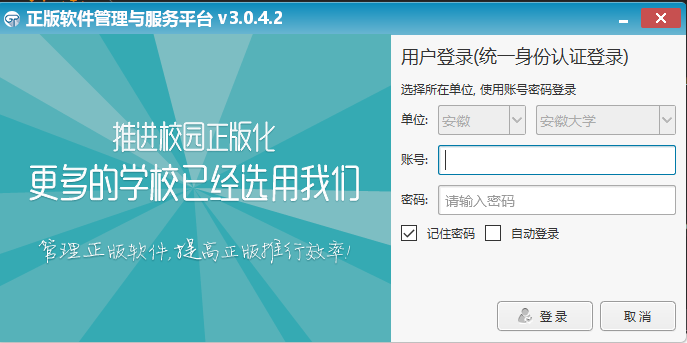 正版软件管理与服务平台 v3.0.4.2
推进校园正版化
更多的学校已经选用我们
管理正版软件,提高正版推行效率!
用户登录(统一身份认证登录)
选择所在单位, 使用账号密码登录
单位: 安徽 安徽大学
账号:
密码: 请输入密码
记住密码 自动登录
登录 取消